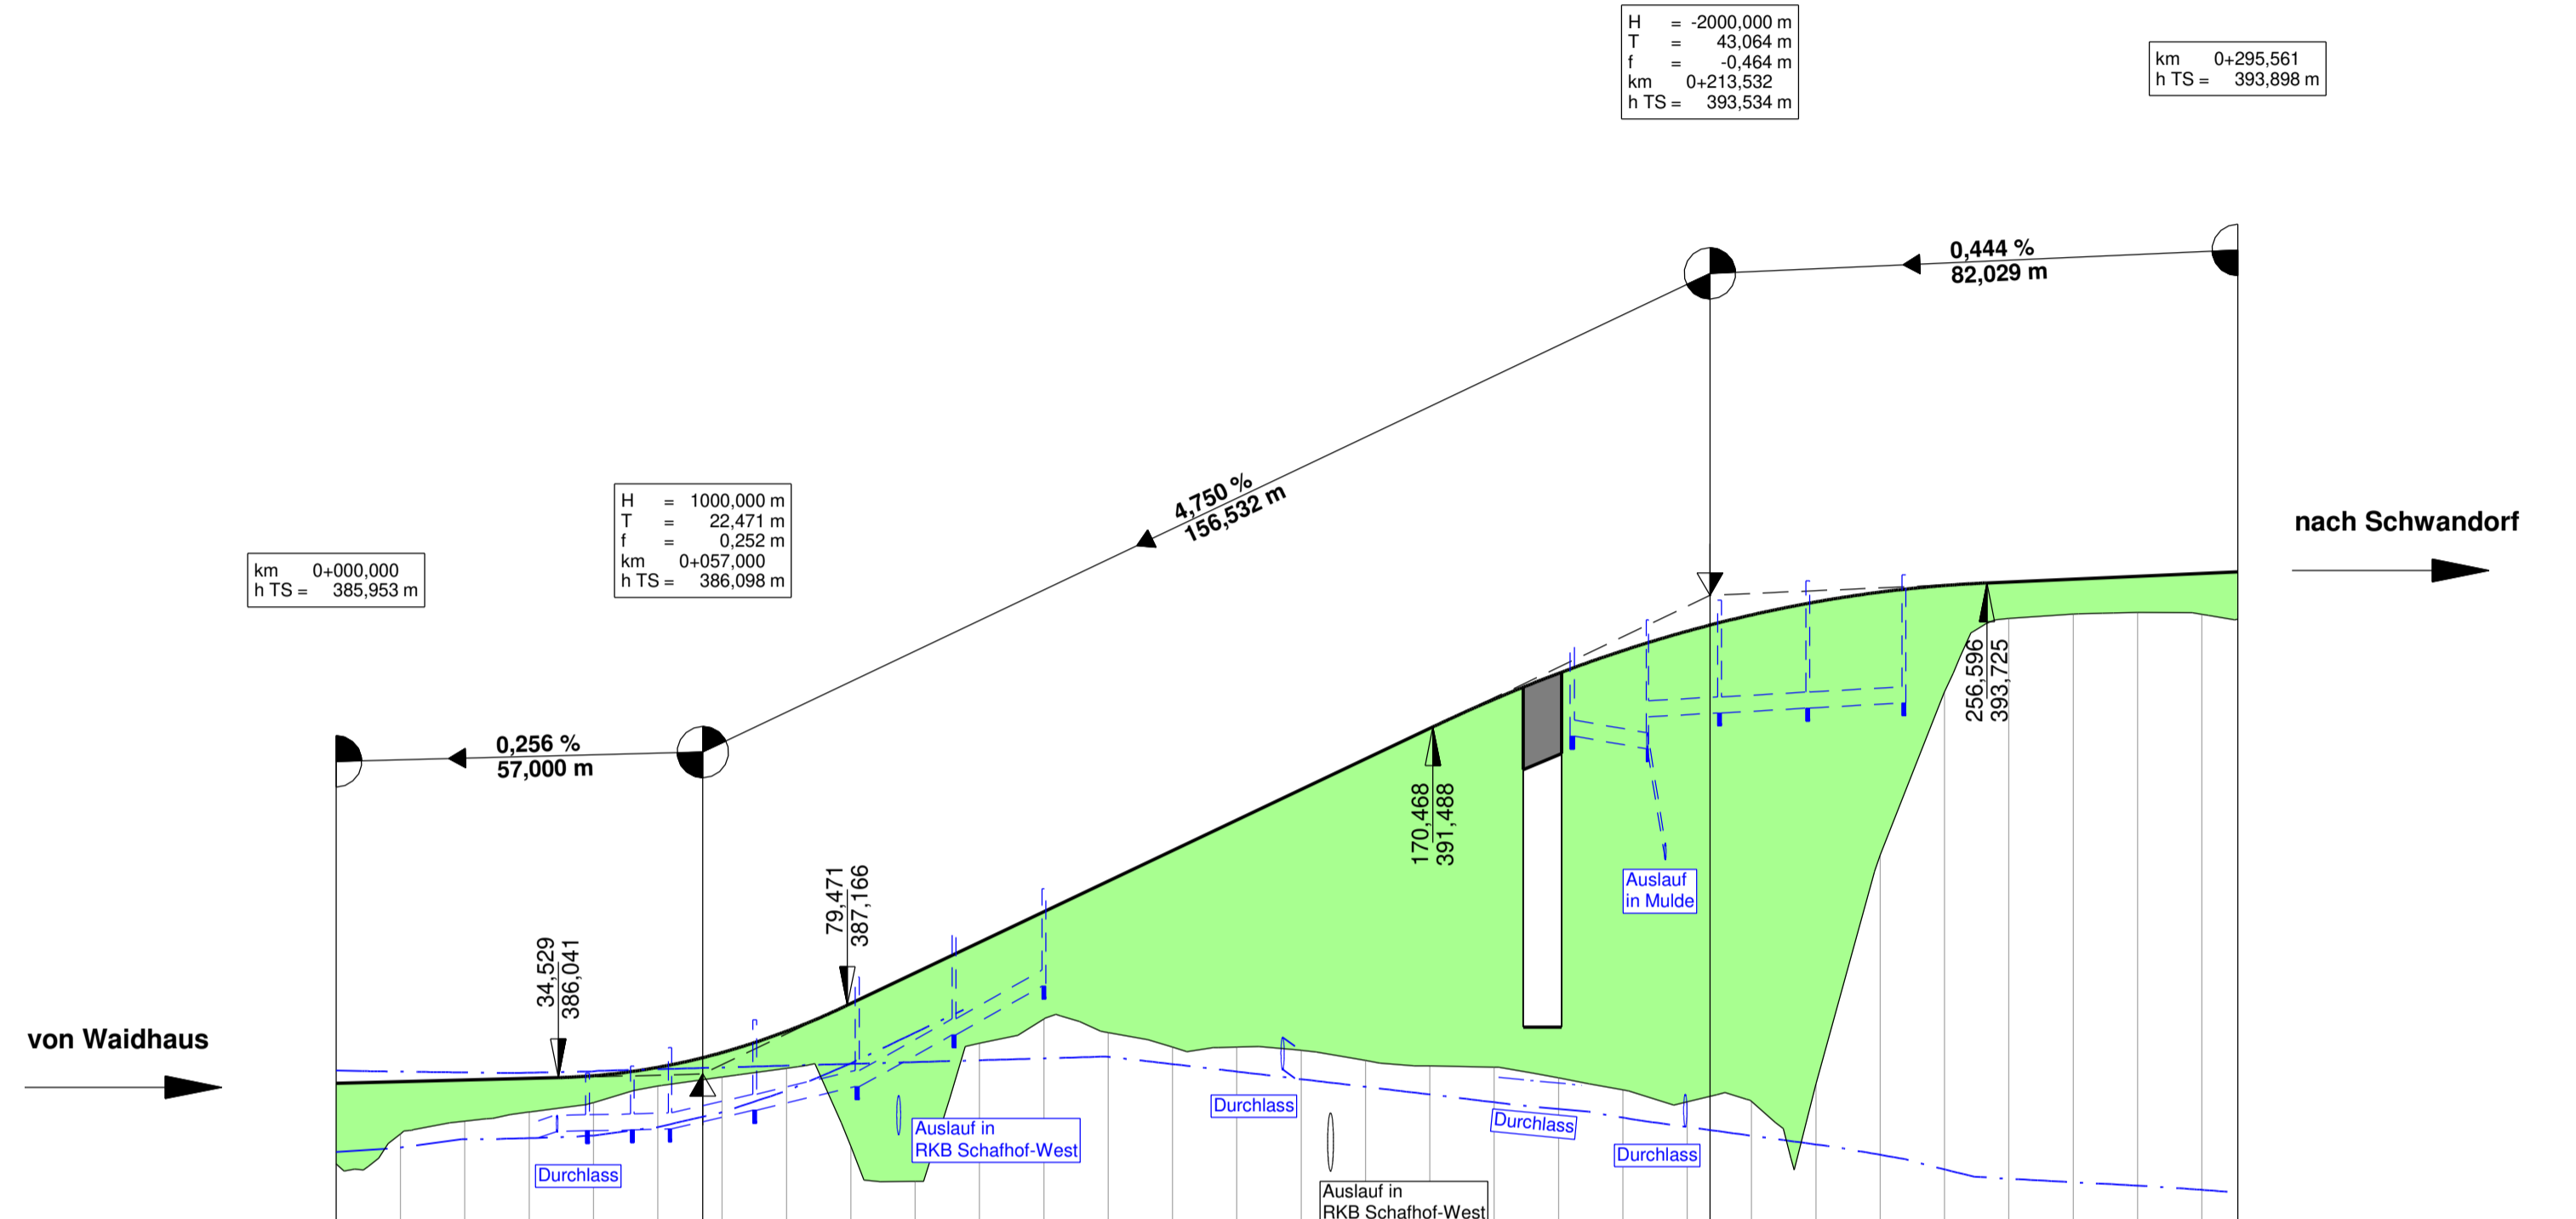 H = -2000,000 m
T = 43,064 m
f = -0,464 m
km 0+213,532
h TS = 393,534 m
km 0+295,561
h TS = 393,898 m
0,444 %
82,029 m
4,750 %
156,532 m
H = 1000,000 m
T = 22,471 m
f = 0,252 m
km 0+057,000
h TS = 386,098 m
km 0+000,000
h TS = 385,953 m
nach Schwandorf
0,256 %
57,000 m
256,596
393,725
170,468
391,488
79,471
387,166
34,529
386,041
Auslauf
in Mulde
von Waidhaus
Auslauf in
RKB Schafhof-West
Durchlass
Durchlass
Durchlass
Durchlass
Auslauf in
RKB Schafhof-West